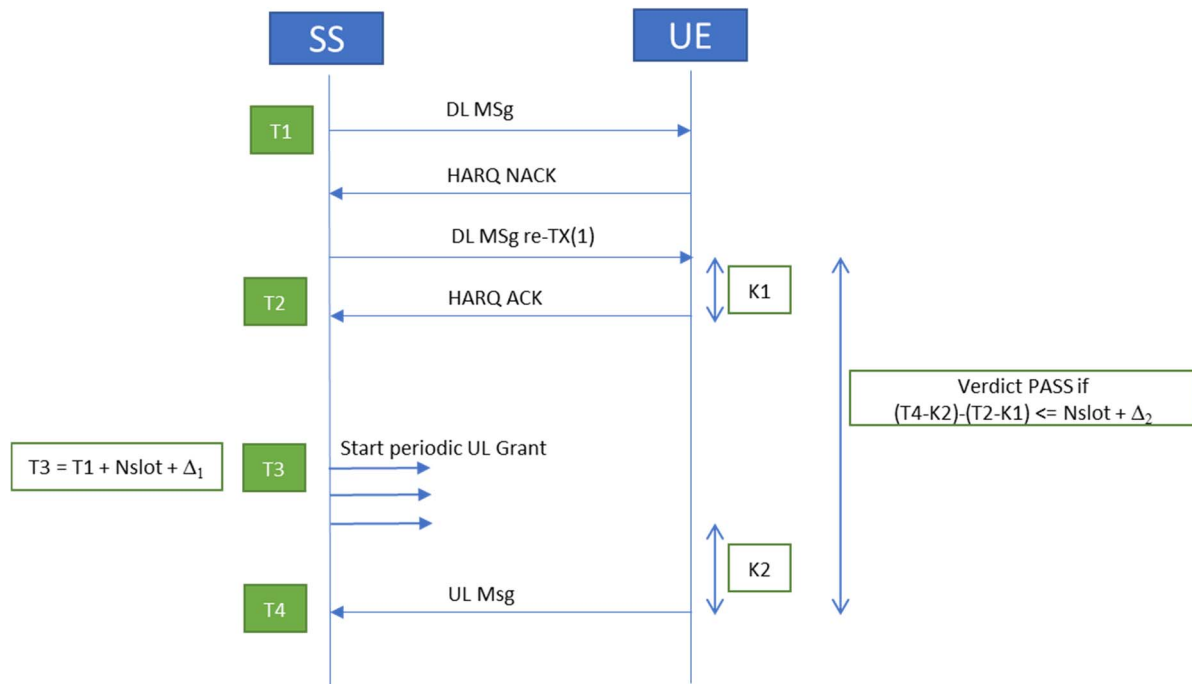 SS
UE
DL MSg
T1
HARQ NACK
DL MSg re-TX(1)
K1
HARQ ACK
T2
Verdict PASS if
(T4-K2)-(T2-K1) <= Nslot + Δ₂
Start periodic UL Grant
T3 = T1 + Nslot + Δ₁
T3
K2
UL Msg
T4